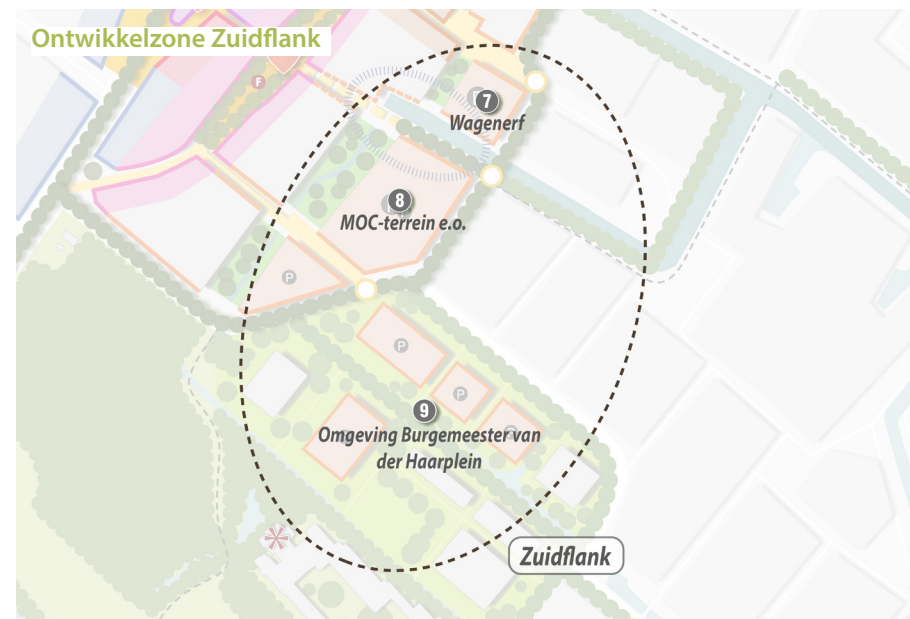 Ontwikkelzone Zuidflank
F
7
Wagenerf
8
MOC-terrein e.o.
P
P
P
9
Omgeving Burgemeester van
der Haarplein
Zuidflank